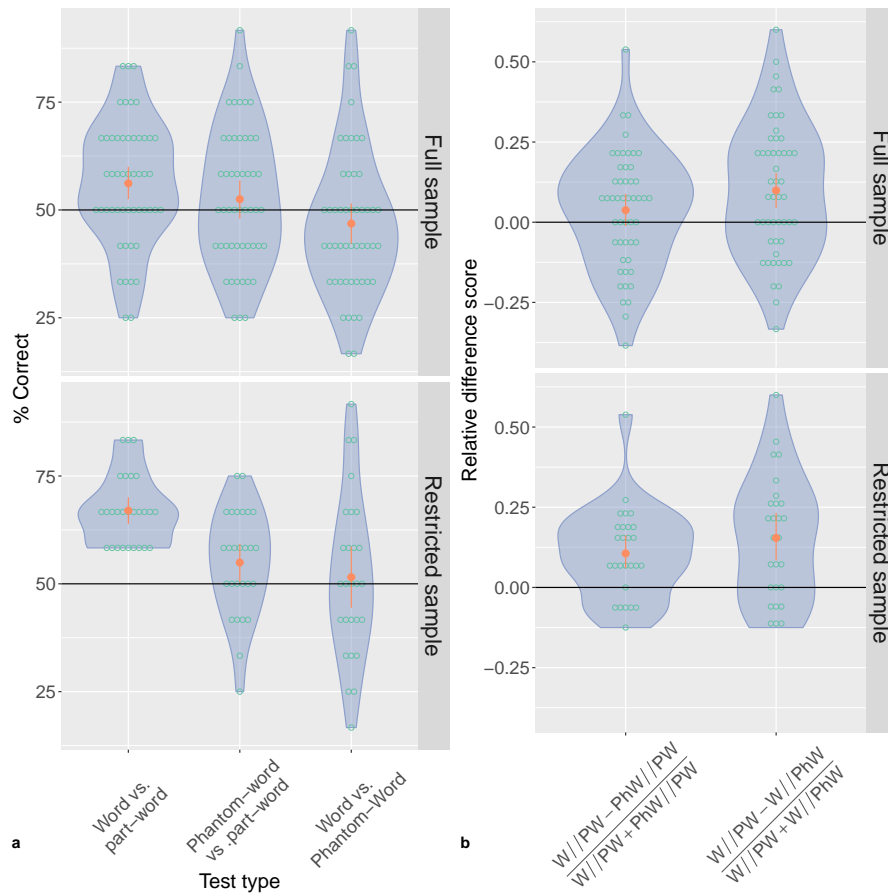 % Correct
75
50
25
Full sample
75
50
25
Restricted sample
Word vs.
part−word
Phantom−word
vs .part−word
Word vs.
Phantom−Word
Test type
a
Relative difference score
0.50
0.25
0.00
−0.25
Full sample
0.50
0.25
0.00
−0.25
Restricted sample
W//PW − PhW//PW
W//PW + PhW//PW
W//PW − W//PhW
W//PW + W//PhW
b